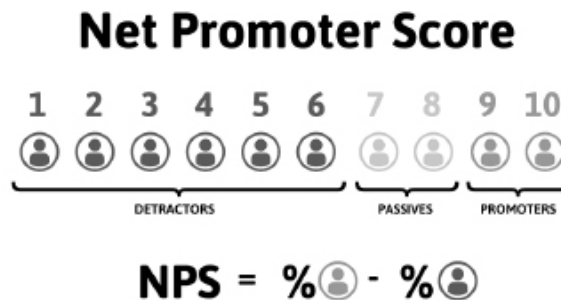 Net Promoter Score
1 2 3 4 5 6 7 8 9 10
DETRACTORS PASSIVES PROMOTERS
NPS = % - %